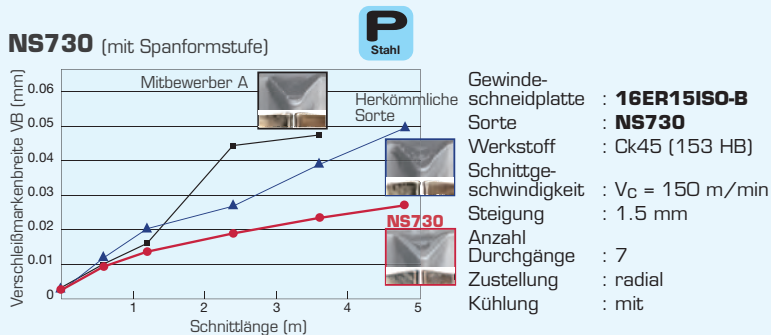 P
Stahl
NS730 (mit Spanformstufe)
Verschleißmarkenbreite VB (mm)
0.06
0.05
0.04
0.03
0.02
0.01
0
1
2
3
4
5
Schnittlänge (m)
Mitbewerber A
Herkömmliche
Sorte
NS730
Gewinde-
schneidplatte : 16ER15ISO-B
Sorte : NS730
Werkstoff : Ck45 (153 HB)
Schnittge-
schwindigkeit : Vc = 150 m/min
Steigung : 1.5 mm
Anzahl
Durchgänge : 7
Zustellung : radial
Kühlung : mit